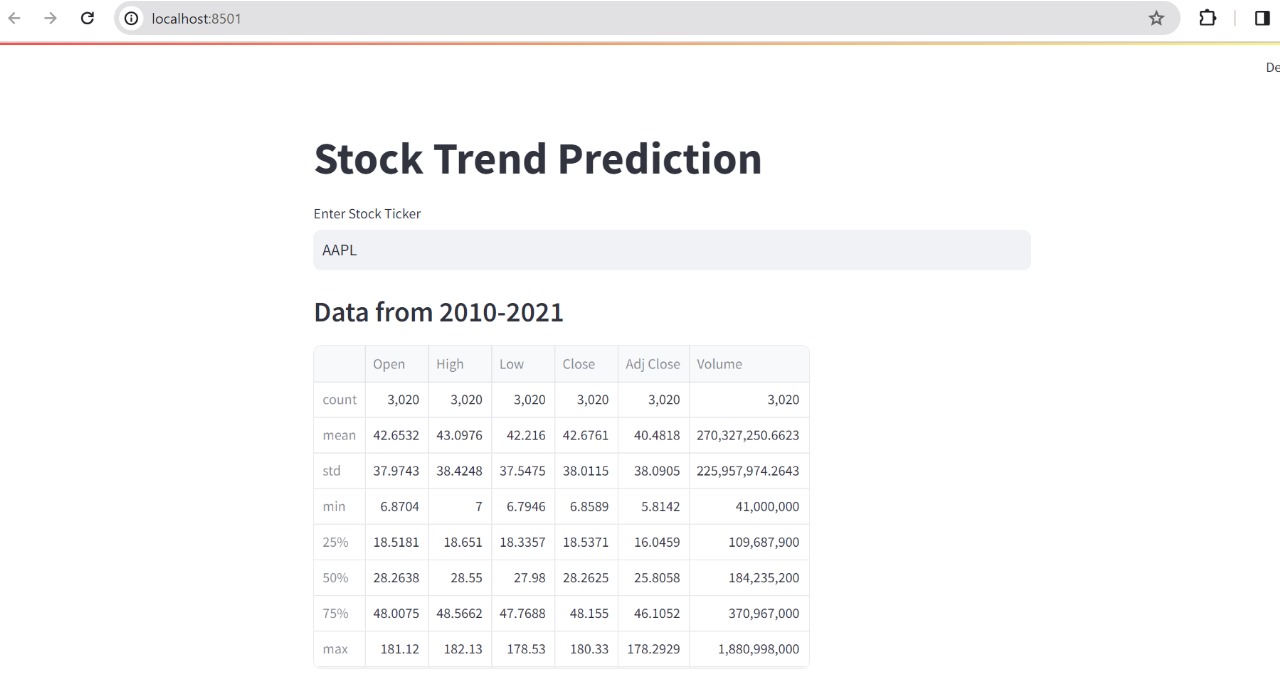 localhost:8501
De
Stock Trend Prediction
Enter Stock Ticker
AAPL
Data from 2010-2021
Open High Low Close Adj Close Volume
count 3,020 3,020 3,020 3,020 3,020 3,020
mean 42.6532 43.0976 42.216 42.6761 40.4818 270,327,250.6623
std 37.9743 38.4248 37.5475 38.0115 38.0905 225,957,974.2643
min 6.8704 7 6.7946 6.8589 5.8142 41,000,000
25% 18.5181 18.651 18.3357 18.5371 16.0459 109,687,900
50% 28.2638 28.55 27.98 28.2625 25.8058 184,235,200
75% 48.0075 48.5662 47.7688 48.155 46.1052 370,967,000
max 181.12 182.13 178.53 180.33 178.2929 1,880,998,000